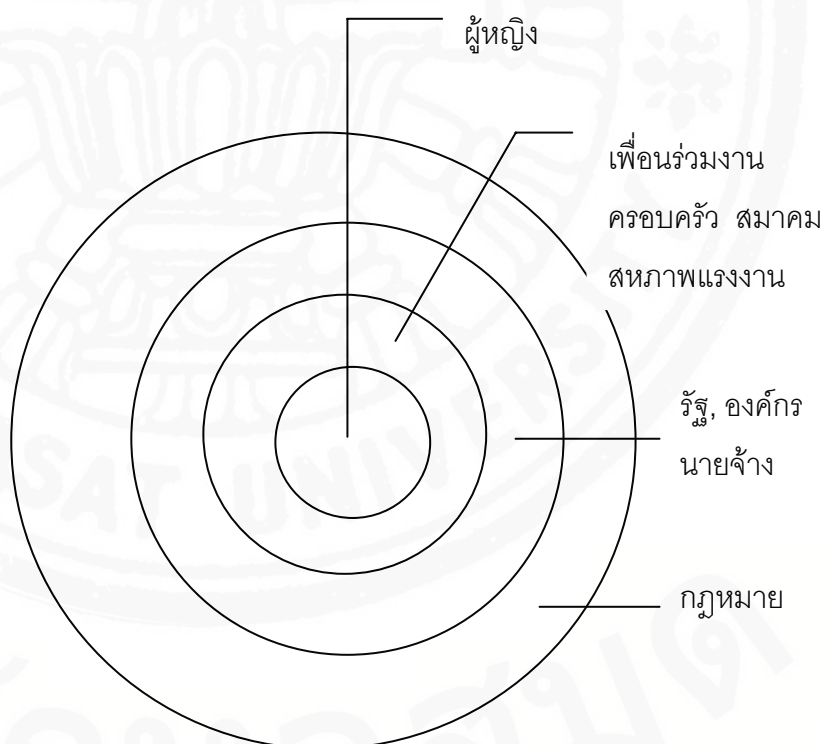 ผู้หญิง
เพื่อนร่วมงาน
ครอบครัว สมาคม
สหภาพแรงงาน
รัฐ, องค์กร
นายจ้าง
กฎหมาย
SAT UNIVERSITY